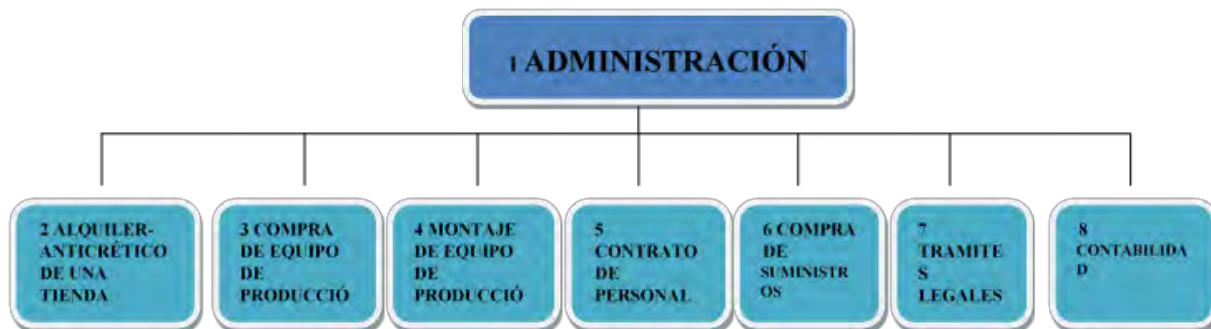 1 ADMINISTRACIÓN
2 ALQUILER-
ANTICRÉTICO
DE UNA
TIENDA
3 COMPRA
DE EQUIPO
DE
PRODUCCIÓ
4 MONTAJE
DE EQUIPO
DE
PRODUCCIÓ
5
CONTRATO
DE
PERSONAL
6 COMPRA
DE
SUMINISTR
OS
7
TRAMITE
S
LEGALES
8
CONTABILIDA
D